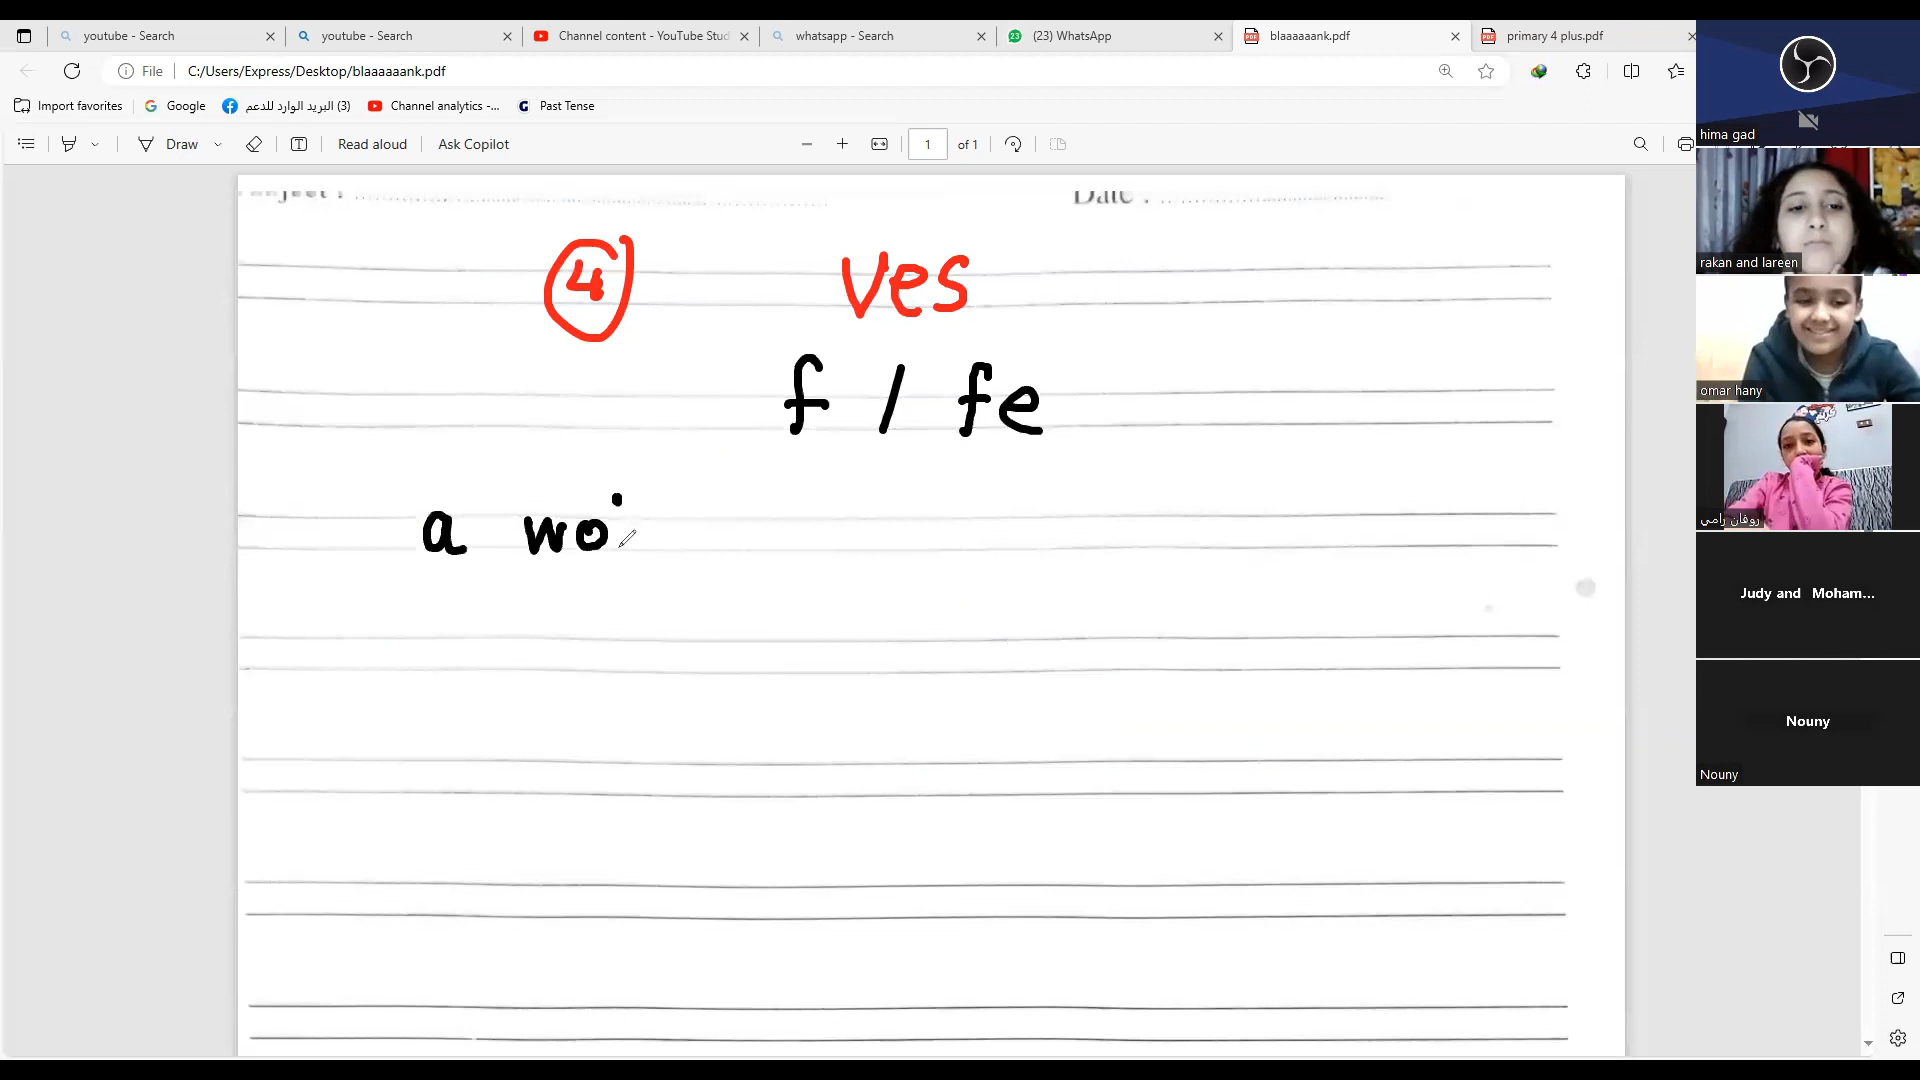 youtube - Search youtube - Search Channel content - YouTube Stud whatsapp - Search (23) WhatsApp blaaaaaank.pdf primary 4 plus.pdf
File C:/Users/Express/Desktop/blaaaaaank.pdf
Import favorites Google البريد الوارد للدعم (3) Channel analytics -... Past Tense
Draw Read aloud Ask Copilot 1 of 1
Date :
4 ves
f / fe
a wo
hima gad
rakan and lareen
omar hany
روفان رامي
Judy and Moham...
Nouny
Nouny